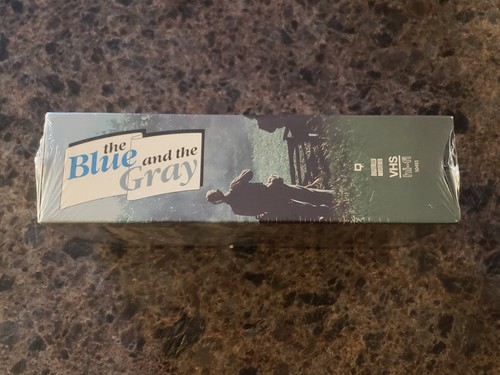 the
Blue
and the
Gray
VHS